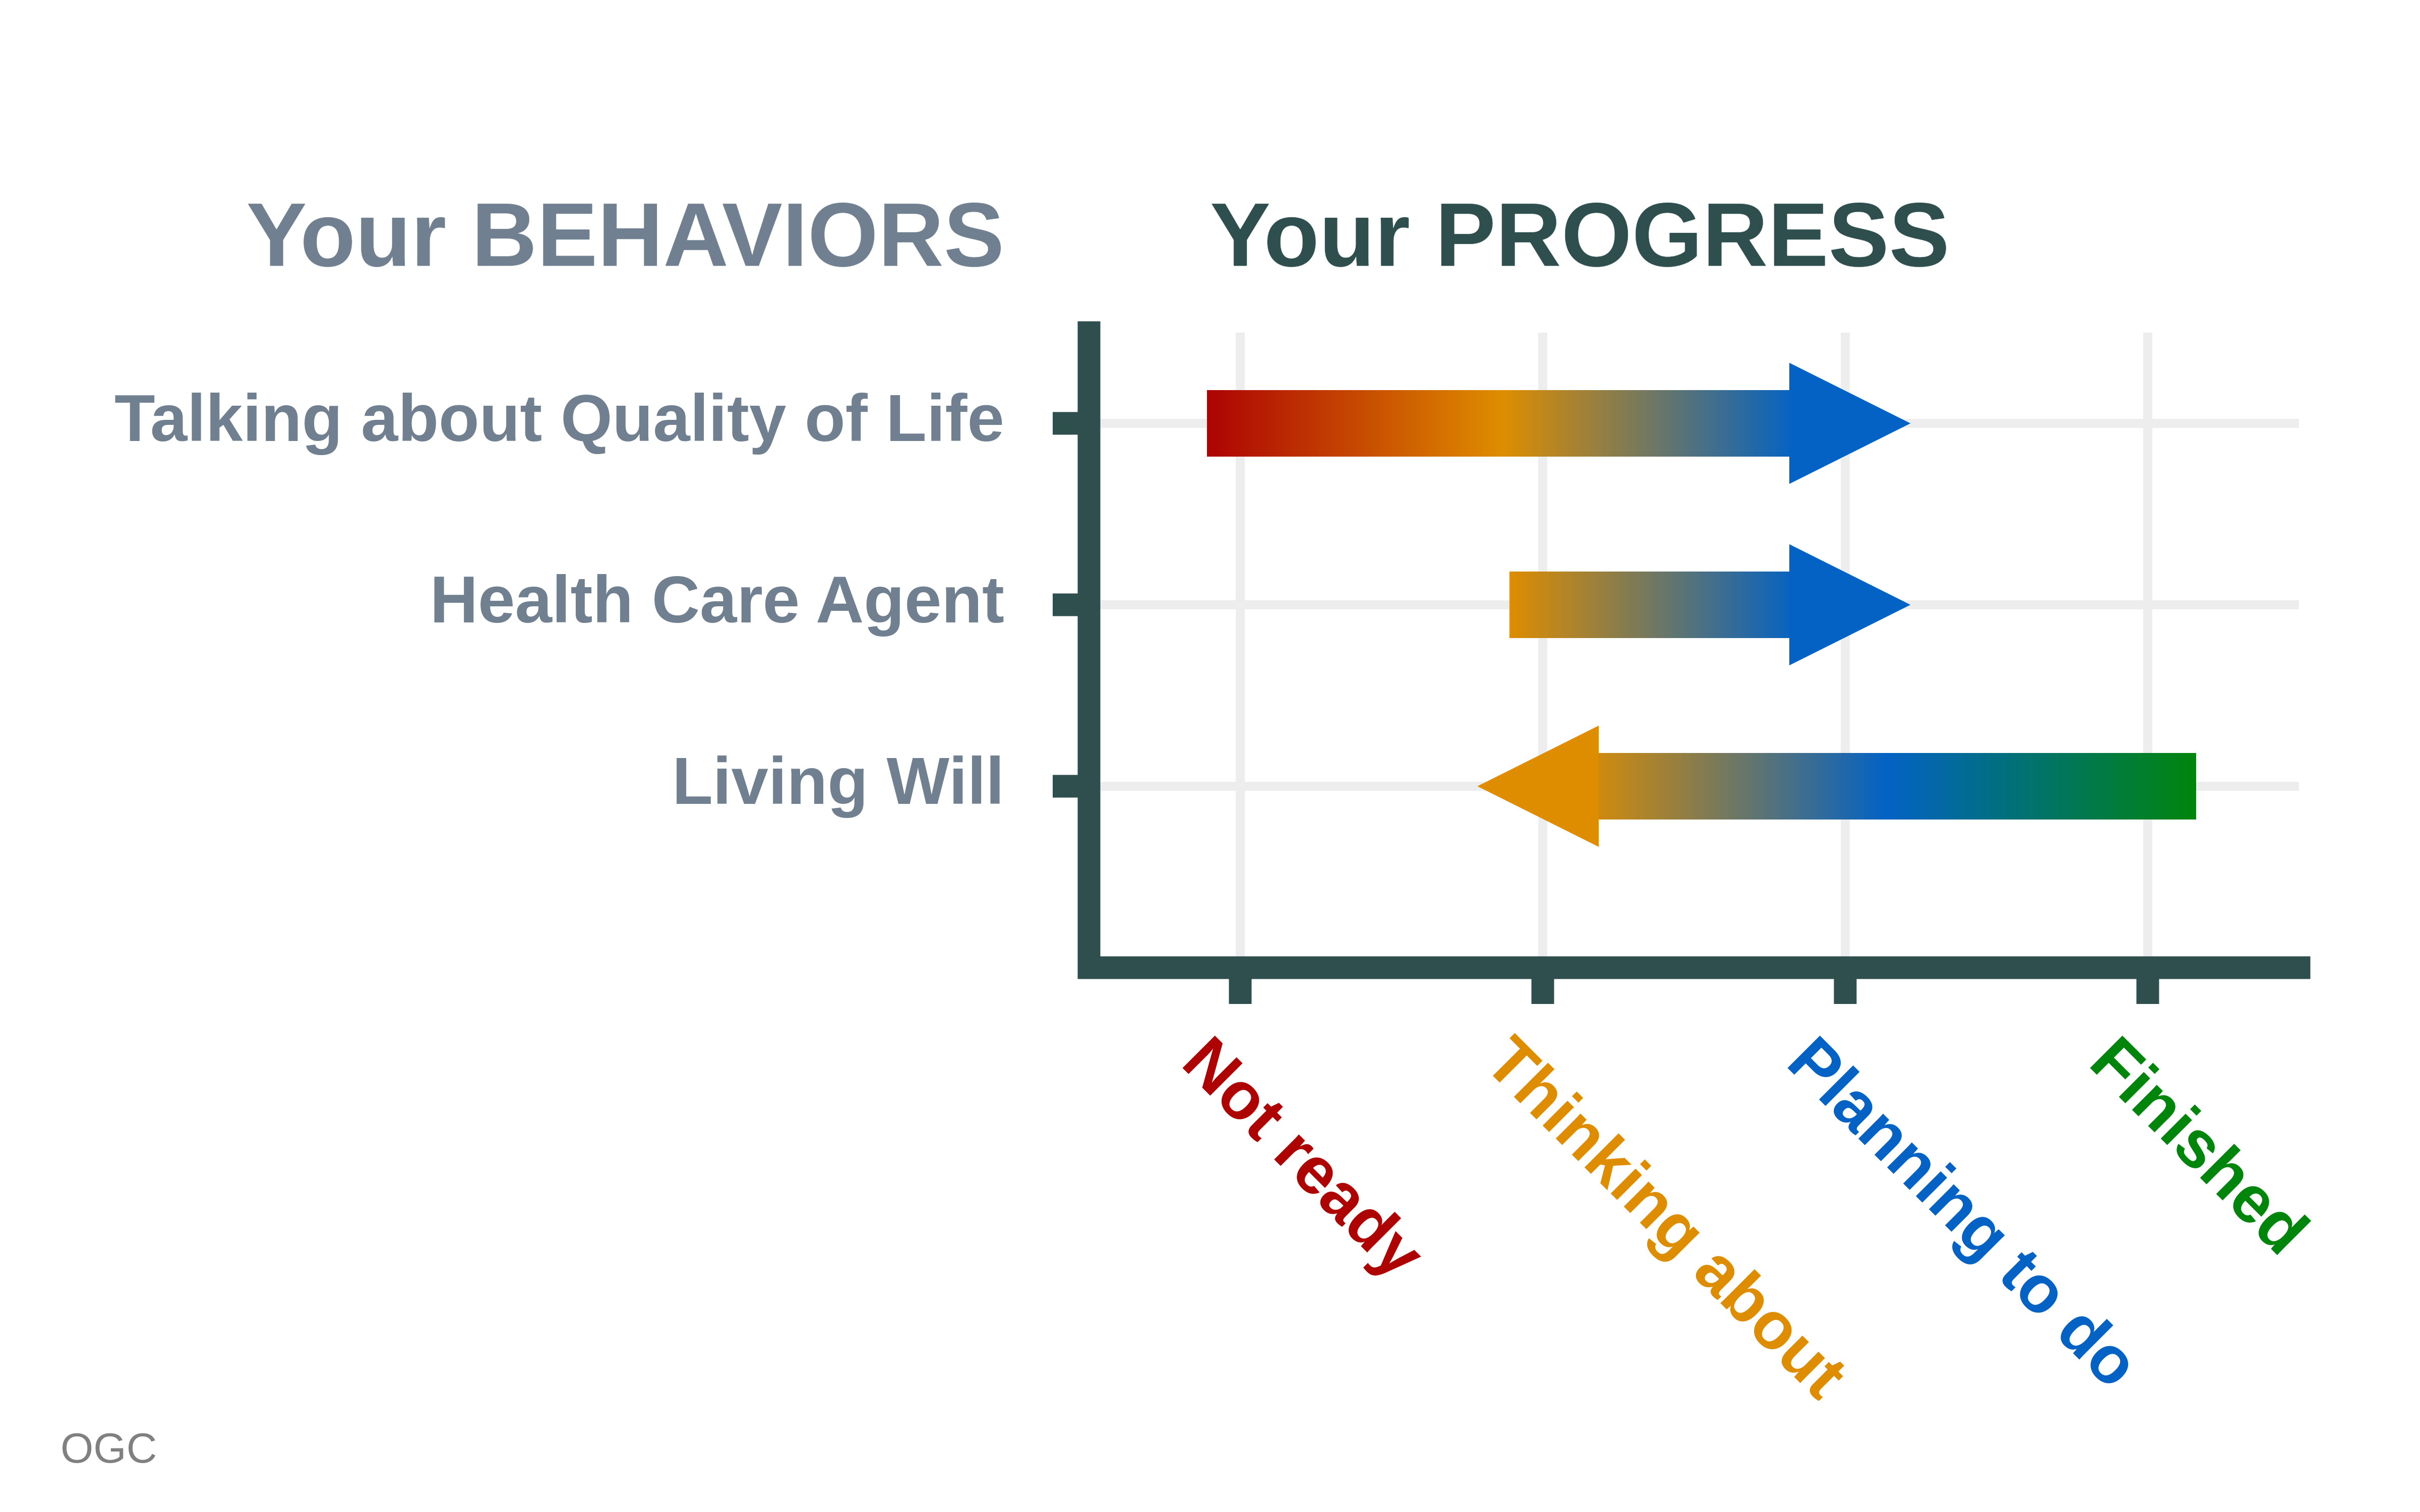 Your BEHAVIORS
Your PROGRESS
Talking about Quality of Life
Health Care Agent
Living Will
Not ready
Thinking about
Planning to do
Finished
OGC